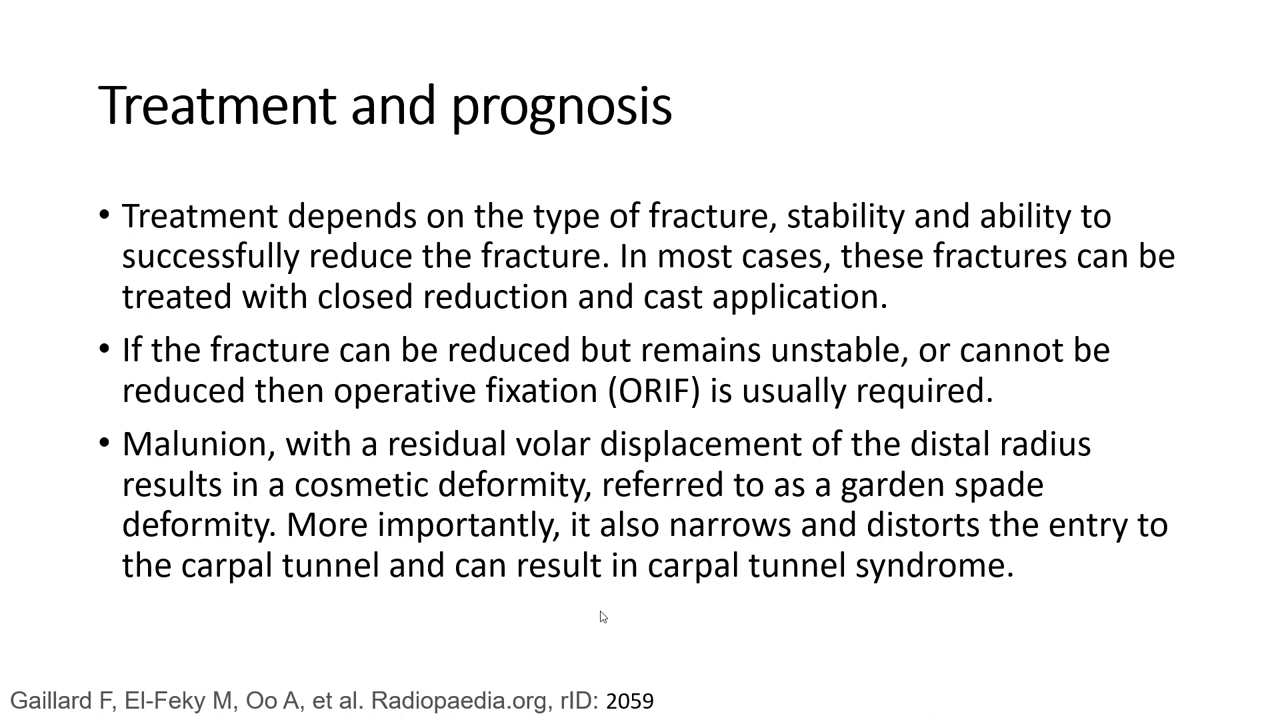 Treatment and prognosis
• Treatment depends on the type of fracture, stability and ability to
successfully reduce the fracture. In most cases, these fractures can be
treated with closed reduction and cast application.
• If the fracture can be reduced but remains unstable, or cannot be
reduced then operative fixation (ORIF) is usually required.
• Malunion, with a residual volar displacement of the distal radius
results in a cosmetic deformity, referred to as a garden spade
deformity. More importantly, it also narrows and distorts the entry to
the carpal tunnel and can result in carpal tunnel syndrome.
Gaillard F, El-Feky M, Oo A, et al. Radiopaedia.org, rID: 2059